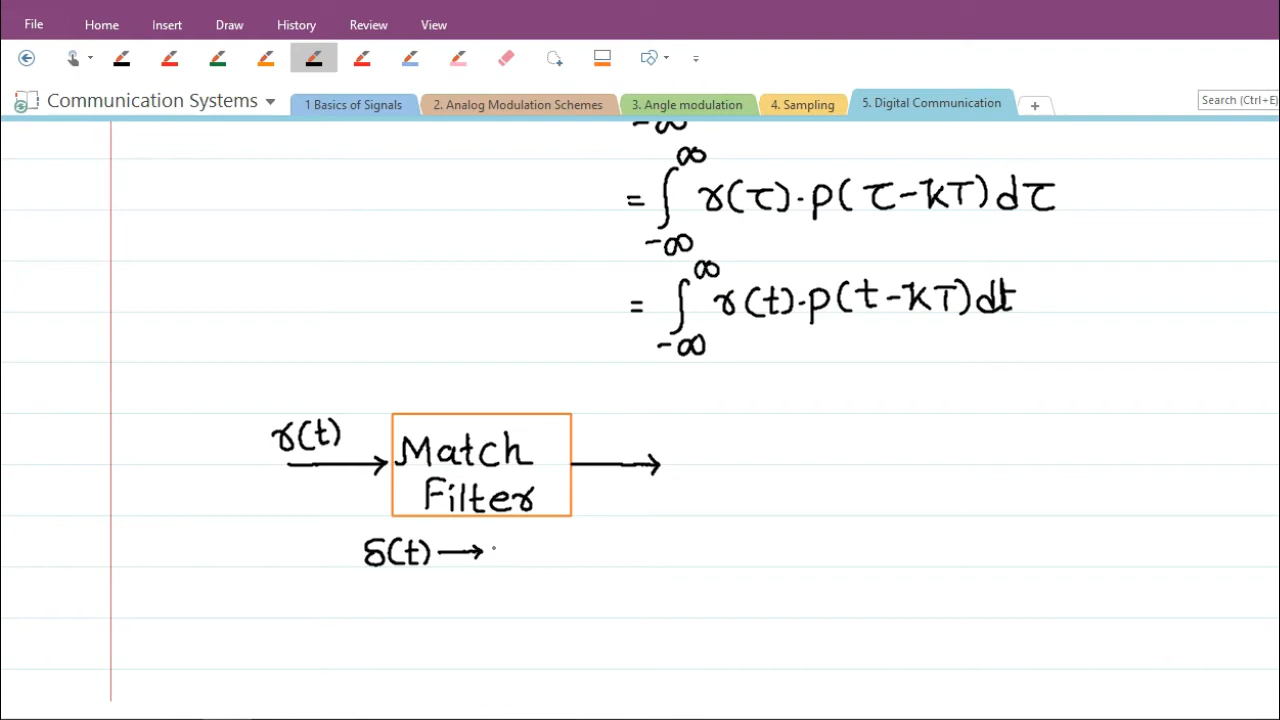 File Home Insert Draw History Review View
Communication Systems 1 Basics of Signals 2. Analog Modulation Schemes 3. Angle modulation 4. Sampling 5. Digital Communication + Search (Ctrl+E)
-∞
= ∫_{-∞}^{∞} r(τ)·p(τ-kT)dτ
= ∫_{-∞}^{∞} r(t)·p(t-kT)dt
r(t)
Match
Filter
δ(t) →